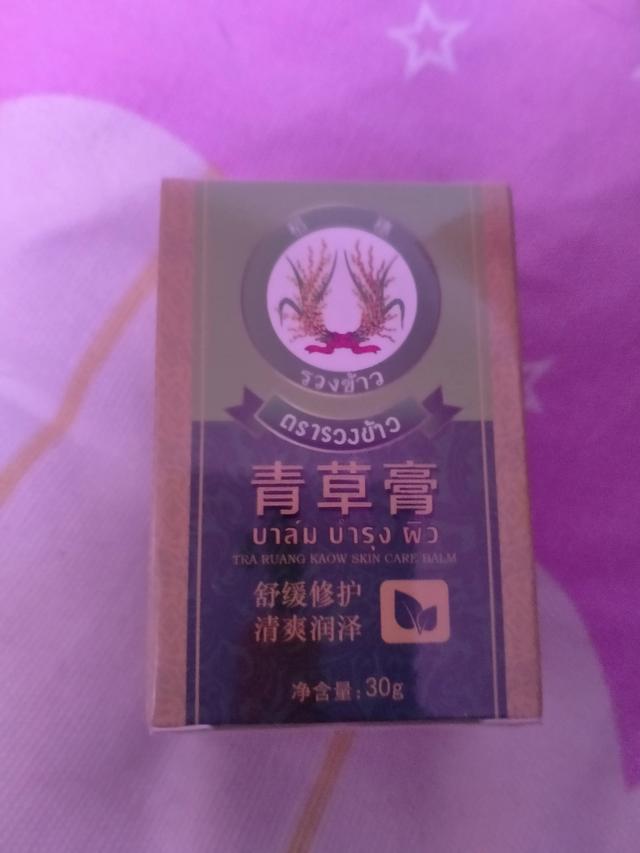 รวงข้าว
ตรารวงข้าว
青草膏
บาล์ม บำรุง ผิว
TRA RUANG KAOW SKIN CARE BALM
舒缓修护
清爽润泽
净含量：30g